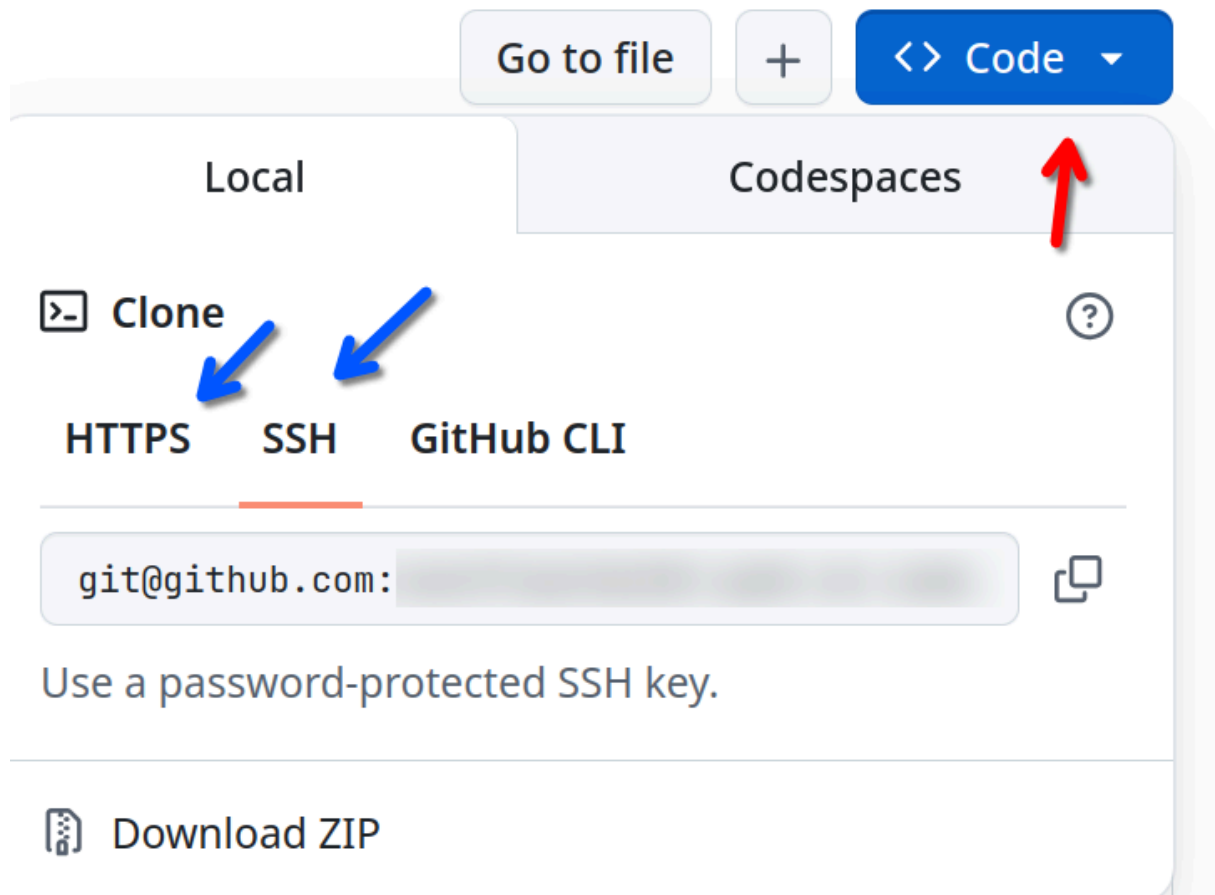 Go to file + <> Code
Local Codespaces
Clone
HTTPS SSH GitHub CLI
git@github.com:
Use a password-protected SSH key.
Download ZIP